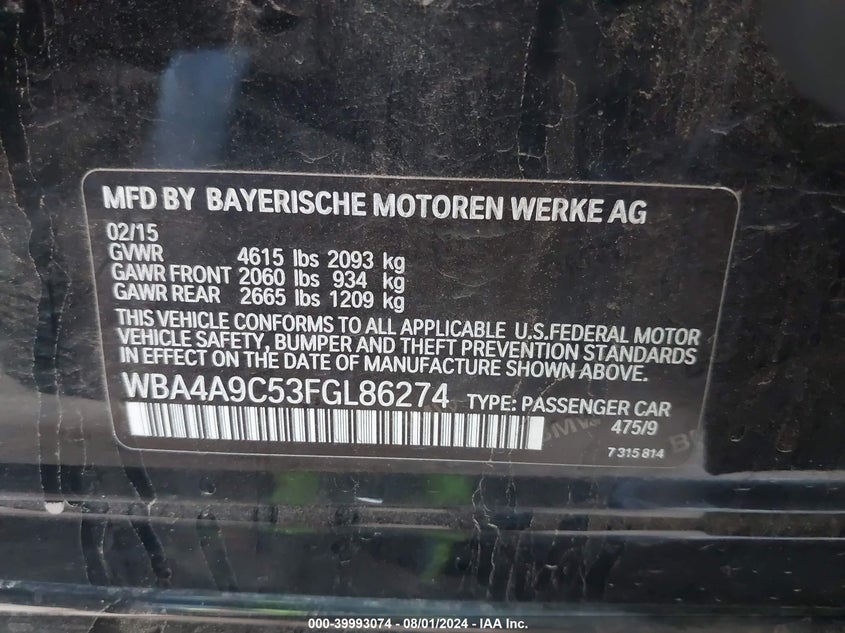 MFD BY BAYERISCHE MOTOREN WERKE AG
02/15
GVWR 4615 lbs 2093 kg
GAWR FRONT 2060 lbs 934 kg
GAWR REAR 2665 lbs 1209 kg
THIS VEHICLE CONFORMS TO ALL APPLICABLE U.S.FEDERAL MOTOR
VEHICLE SAFETY, BUMPER AND THEFT PREVENTION STANDARDS
IN EFFECT ON THE DATE OF MANUFACTURE SHOWN ABOVE.
WBA4A9C53FGL86274 TYPE: PASSENGER CAR
475/9
BMW
7 315 814
000-39993074 - 08/01/2024 - IAA Inc.